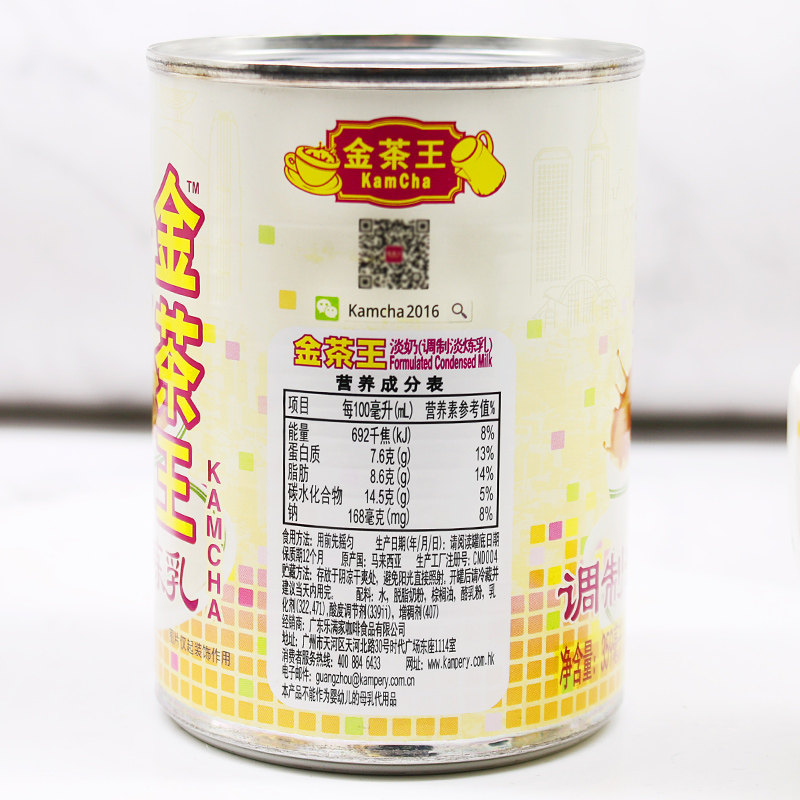 金茶王
KamCha
Kamcha2016
金茶王™
KAMCHA
炼乳
仅起装饰作用
金茶王 淡奶(调制淡炼乳)
Formulated Condensed Milk
营养成分表
项目 每100毫升(mL) 营养素参考值%
能量 692千焦(kJ) 8%
蛋白质 7.6克(g) 13%
脂肪 8.6克(g) 14%
碳水化合物 14.5克(g) 5%
钠 168毫克(mg) 8%
食用方法：用前先摇匀 生产日期(年/月/日)：请阅读罐底日期
保质期12个月 原产国：马来西亚 生产工厂注册号：CND004
贮藏方法：存放于阴凉干爽处，避免阳光直接照射，开罐后请冷藏并
建议当天内用完。 配料：水，脱脂奶粉，棕榈油，酪乳粉，乳
化剂(322,471),酸度调节剂(339ii)，增稠剂(407)
经销商：广东乐满家咖啡食品有限公司
地址：广州市天河区天河北路30号时代广场东座1114室
消费者服务热线：400 884 6433 网址：www.kampery.com.hk
电子邮件：guangzhou@kampery.com.cn
本产品不能作为婴幼儿的母乳代用品
调制
净含量：